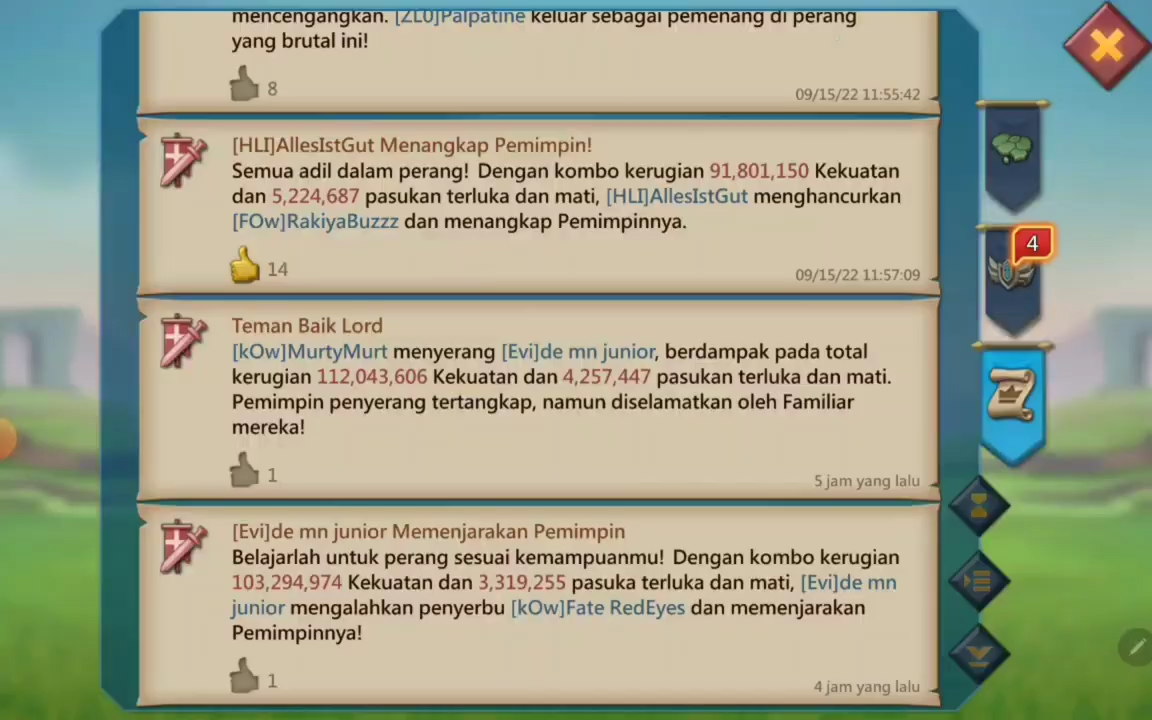 mencengangkan. [ZL0]Palpatine keluar sebagai pemenang di perang
yang brutal ini!
8
09/15/22 11:55:42
[HLI]AllesIstGut Menangkap Pemimpin!
Semua adil dalam perang! Dengan kombo kerugian 91,801,150 Kekuatan
dan 5,224,687 pasukan terluka dan mati, [HLI]AllesIstGut menghancurkan
[FOw]RakiyaBuzzz dan menangkap Pemimpinnya.
14
09/15/22 11:57:09
4
Teman Baik Lord
[kOw]MurtyMurt menyerang [Evi]de mn junior, berdampak pada total
kerugian 112,043,606 Kekuatan dan 4,257,447 pasukan terluka dan mati.
Pemimpin penyerang tertangkap, namun diselamatkan oleh Familiar
mereka!
1
5 jam yang lalu
[Evi]de mn junior Memenjarakan Pemimpin
Belajarlah untuk perang sesuai kemampuanmu! Dengan kombo kerugian
103,294,974 Kekuatan dan 3,319,255 pasuka terluka dan mati, [Evi]de mn
junior mengalahkan penyerbu [kOw]Fate RedEyes dan memenjarakan
Pemimpinnya!
1
4 jam yang lalu